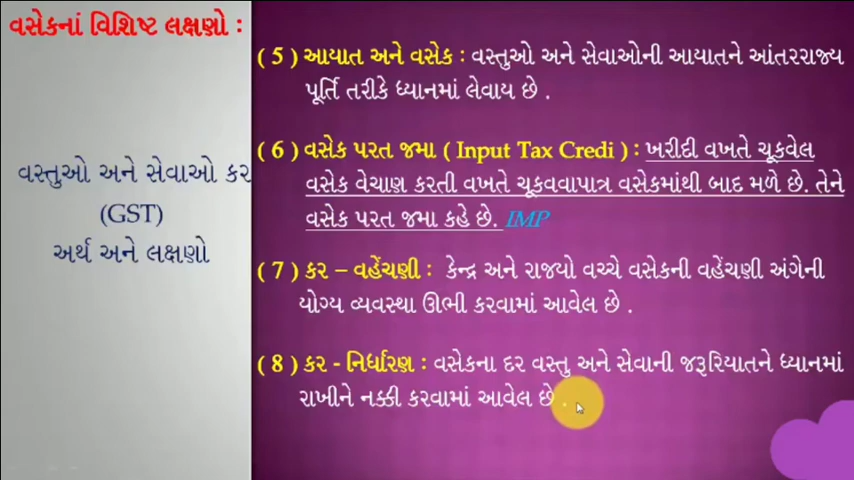 વસેકનાં વિશિષ્ટ લક્ષણો :
વસ્તુઓ અને સેવાઓ કર
(GST)
અર્થ અને લક્ષણો
( 5 ) આયાત અને વસેક : વસ્તુઓ અને સેવાઓની આયાતને આંતરરાજ્ય
પૂર્તિ તરીકે ધ્યાનમાં લેવાય છે .
( 6 ) વસેક પરત જમા ( Input Tax Credi ) : ખરીદી વખતે ચૂકવેલ
વસેક વેચાણ કરતી વખતે ચૂકવવાપાત્ર વસેકમાંથી બાદ મળે છે. તેને
વસેક પરત જમા કહે છે. IMP
( 7 ) કર – વહેંચણી : કેન્દ્ર અને રાજ્યો વચ્ચે વસેકની વહેંચણી અંગેની
યોગ્ય વ્યવસ્થા ઊભી કરવામાં આવેલ છે .
( 8 ) કર - નિર્ધારણ : વસેકના દર વસ્તુ અને સેવાની જરૂરિયાતને ધ્યાનમાં
રાખીને નક્કી કરવામાં આવેલ છે .